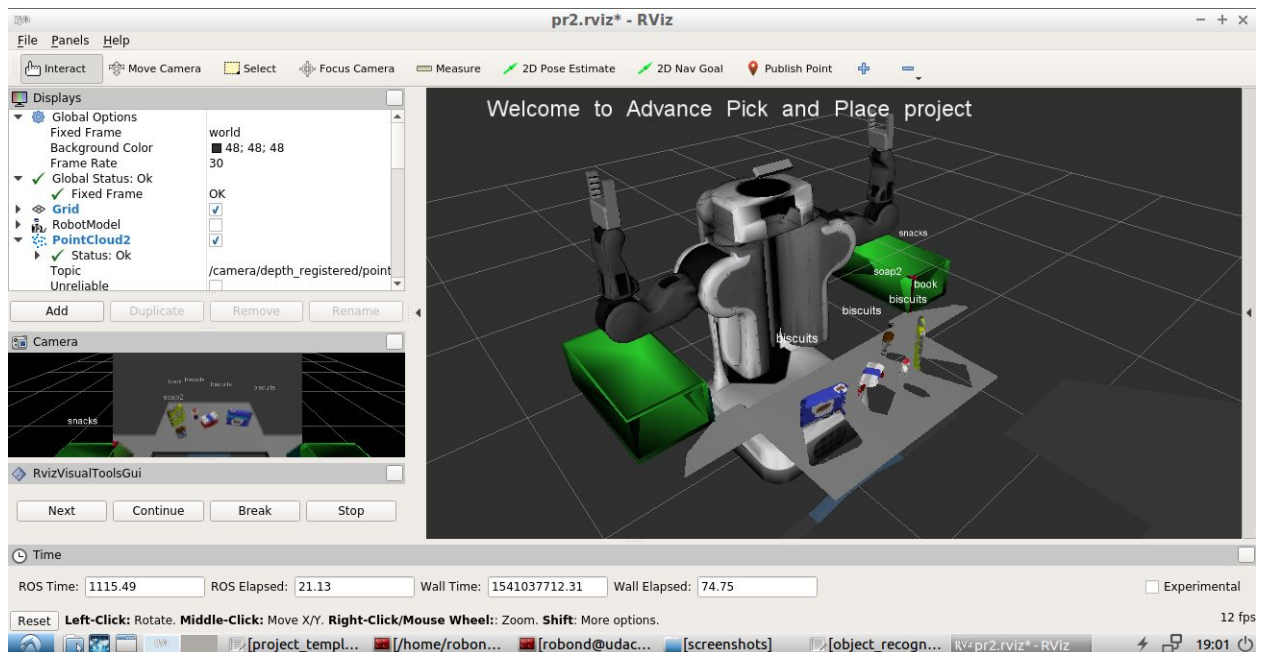 pr2.rviz* - RViz
File Panels Help
Interact Move Camera Select Focus Camera Measure 2D Pose Estimate 2D Nav Goal Publish Point
Displays
Global Options
Fixed Frame world
Background Color 48; 48; 48
Frame Rate 30
Global Status: Ok
Fixed Frame OK
Grid
RobotModel
PointCloud2
Status: Ok
Topic /camera/depth_registered/point
Unreliable
Add Duplicate Remove Rename
Camera
soap2
snacks
biscuits
RvizVisualToolsGui
Next Continue Break Stop
Welcome to Advance Pick and Place project
snacks
soap2
book
biscuits
biscuits
biscuits
Time
ROS Time: 1115.49 ROS Elapsed: 21.13 Wall Time: 1541037712.31 Wall Elapsed: 74.75 Experimental
Reset Left-Click: Rotate. Middle-Click: Move X/Y. Right-Click/Mouse Wheel:: Zoom. Shift: More options. 12 fps
[project_templ... [/home/robon... [robond@udac... [screenshots] [object_recogn... pr2.rviz* - RViz 19:01